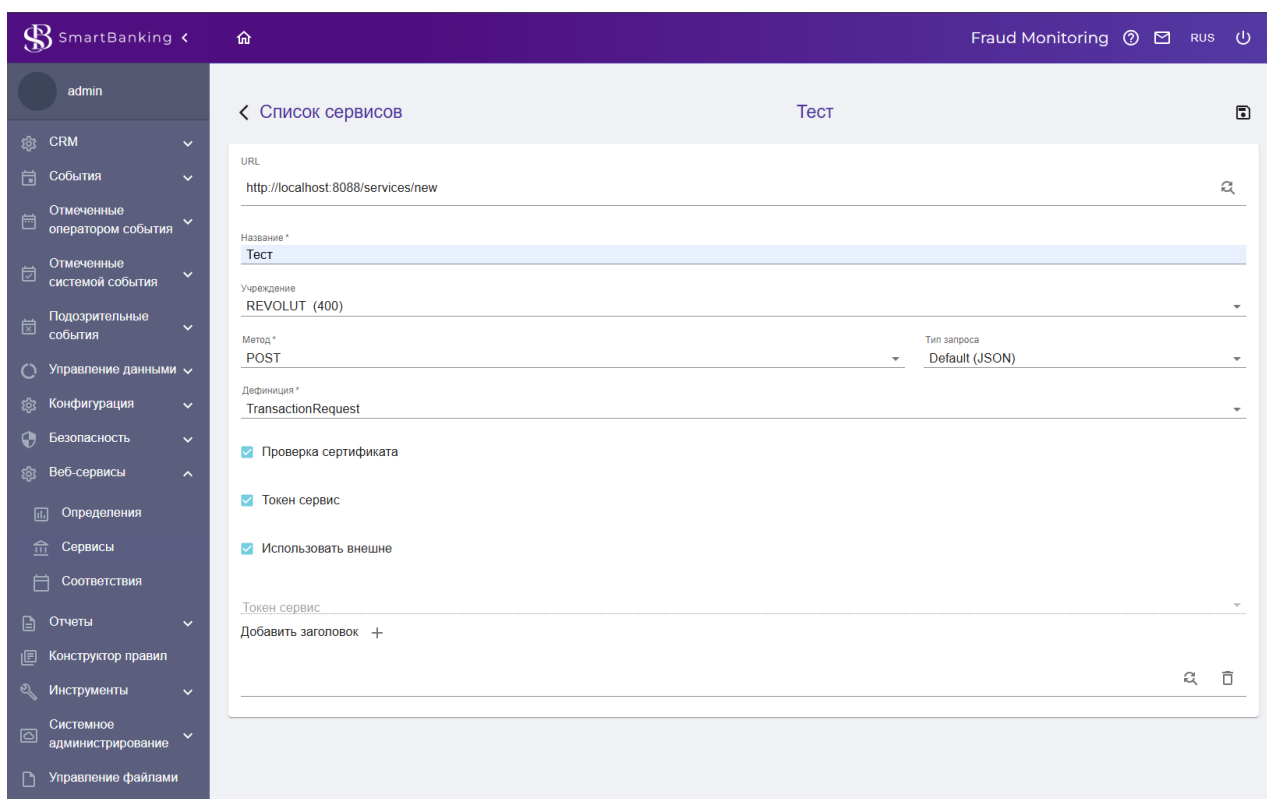 SmartBanking
Fraud Monitoring
RUS
admin
CRM
События
Отмеченные
оператором события
Отмеченные
системой события
Подозрительные
события
Управление данными
Конфигурация
Безопасность
Веб-сервисы
Определения
Сервисы
Соответствия
Отчеты
Конструктор правил
Инструменты
Системное
администрирование
Управление файлами
Список сервисов
Тест
URL
http://localhost:8088/services/new
Название *
Тест
Учреждение
REVOLUT (400)
Метод *
POST
Тип запроса
Default (JSON)
Дефиниция *
TransactionRequest
Проверка сертификата
Токен сервис
Использовать внешне
Токен сервис
Добавить заголовок